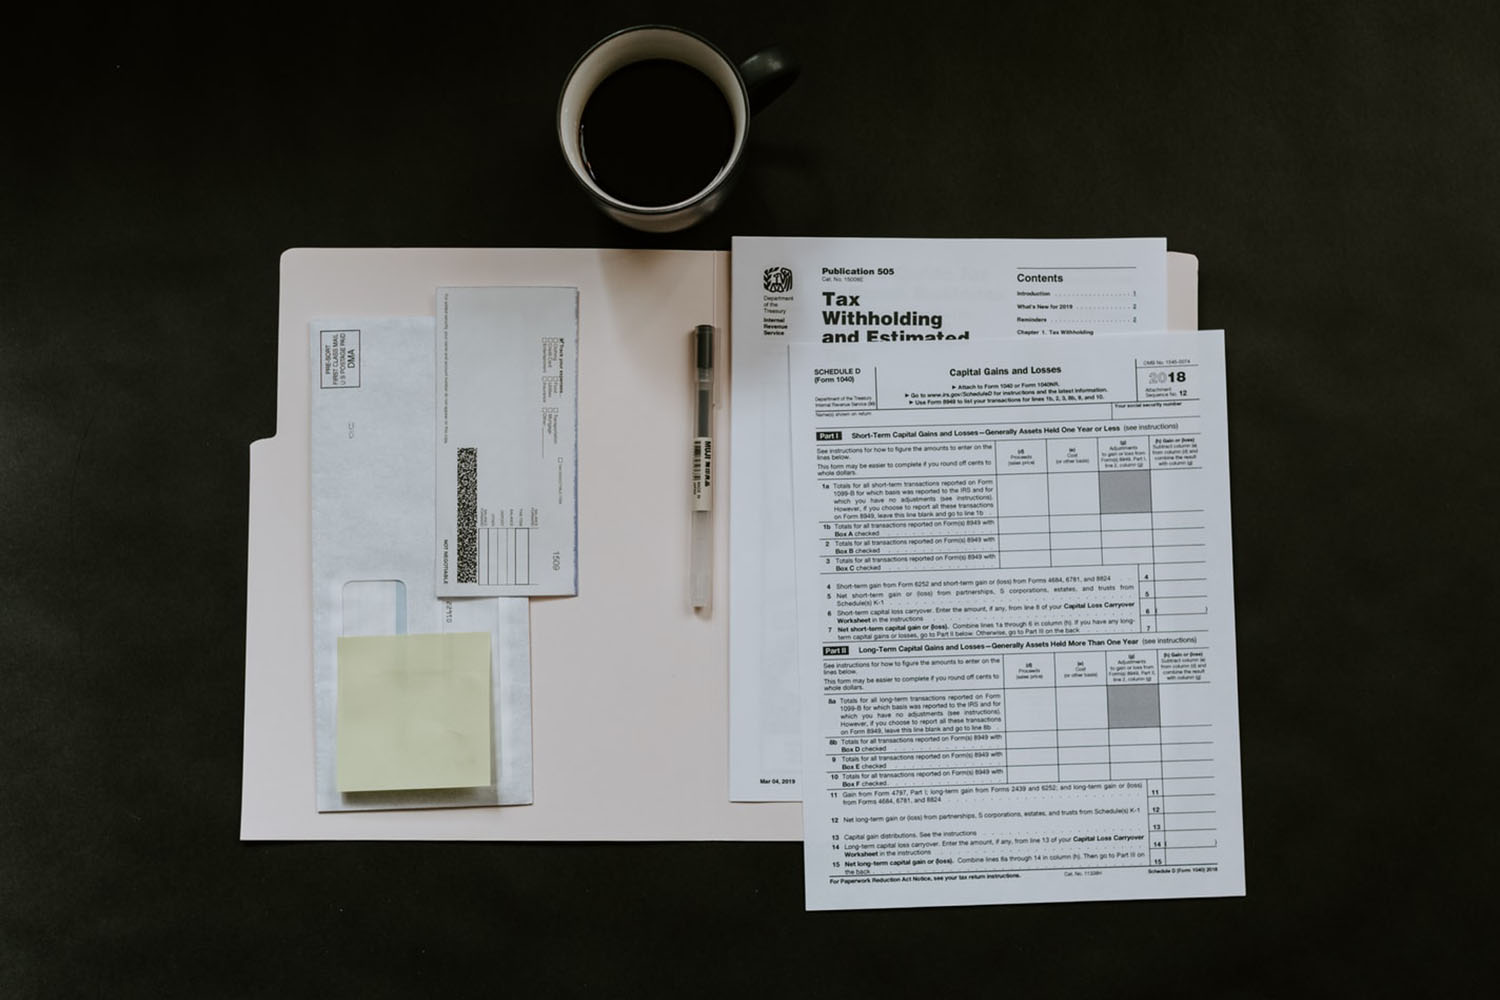 PRE-SORT
FIRST CLASS MAIL
U S POSTAGE PAID
DMA
Track your expenses...
NOT NEGOTIABLE
1509
MUJI 無印良品
Publication 505
Cat. No. 15008E
Tax
Withholding
and Estimated
Department
of the
Treasury
Internal
Revenue
Service
Contents
Introduction . . . 1
What's New for 2019 . . . 2
Reminders . . . 2
Chapter 1. Tax Withholding
Mar 04, 2019
SCHEDULE D
(Form 1040)
Department of the Treasury
Internal Revenue Service (99)
Capital Gains and Losses
▶ Attach to Form 1040 or Form 1040NR.
▶ Go to www.irs.gov/ScheduleD for instructions and the latest information.
▶ Use Form 8949 to list your transactions for lines 1b, 2, 3, 8b, 9, and 10.
OMB No. 1545-0074
2018
Attachment
Sequence No. 12
Name(s) shown on return
Your social security number
Part I Short-Term Capital Gains and Losses—Generally Assets Held One Year or Less (see instructions)
See instructions for how to figure the amounts to enter on the
lines below.
This form may be easier to complete if you round off cents to
whole dollars.
(d)
Proceeds
(sales price)
(e)
Cost
(or other basis)
(g)
Adjustments
to gain or loss from
Form(s) 8949, Part I,
line 2, column (g)
(h) Gain or (loss)
Subtract column (e)
from column (d) and
combine the result
with column (g)
1a Totals for all short-term transactions reported on Form
1099-B for which basis was reported to the IRS and for
which you have no adjustments (see instructions).
However, if you choose to report all these transactions
on Form 8949, leave this line blank and go to line 1b .
1b Totals for all transactions reported on Form(s) 8949 with
Box A checked
2 Totals for all transactions reported on Form(s) 8949 with
Box B checked
3 Totals for all transactions reported on Form(s) 8949 with
Box C checked
4 Short-term gain from Form 6252 and short-term gain or (loss) from Forms 4684, 6781, and 8824 4
5 Net short-term gain or (loss) from partnerships, S corporations, estates, and trusts from
Schedule(s) K-1 5
6 Short-term capital loss carryover. Enter the amount, if any, from line 8 of your Capital Loss Carryover
Worksheet in the instructions 6 ( )
7 Net short-term capital gain or (loss). Combine lines 1a through 6 in column (h). If you have any long-
term capital gains or losses, go to Part II below. Otherwise, go to Part III on the back 7
Part II Long-Term Capital Gains and Losses—Generally Assets Held More Than One Year (see instructions)
See instructions for how to figure the amounts to enter on the
lines below.
This form may be easier to complete if you round off cents to
whole dollars.
(d)
Proceeds
(sales price)
(e)
Cost
(or other basis)
(g)
Adjustments
to gain or loss from
Form(s) 8949, Part II,
line 2, column (g)
(h) Gain or (loss)
Subtract column (e)
from column (d) and
combine the result
with column (g)
8a Totals for all long-term transactions reported on Form
1099-B for which basis was reported to the IRS and for
which you have no adjustments (see instructions).
However, if you choose to report all these transactions
on Form 8949, leave this line blank and go to line 8b .
8b Totals for all transactions reported on Form(s) 8949 with
Box D checked
9 Totals for all transactions reported on Form(s) 8949 with
Box E checked
10 Totals for all transactions reported on Form(s) 8949 with
Box F checked
11 Gain from Form 4797, Part I; long-term gain from Forms 2439 and 6252; and long-term gain or (loss)
from Forms 4684, 6781, and 8824 11
12 Net long-term gain or (loss) from partnerships, S corporations, estates, and trusts from Schedule(s) K-1 12
13 Capital gain distributions. See the instructions 13
14 Long-term capital loss carryover. Enter the amount, if any, from line 13 of your Capital Loss Carryover
Worksheet in the instructions 14 ( )
15 Net long-term capital gain or (loss). Combine lines 8a through 14 in column (h). Then go to Part III on
the back 15
For Paperwork Reduction Act Notice, see your tax return instructions.
Cat. No. 11338H
Schedule D (Form 1040) 2018